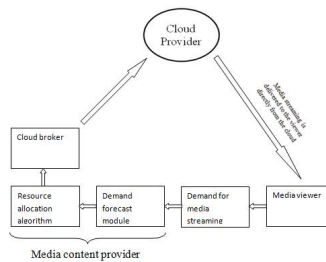 Cloud
Provider
Media streaming is
delivered to the viewer
directly from the cloud
Cloud broker
Resource
allocation
algorithm
Demand
forecast
module
Demand for
media
streamine
Media viewer
Media content provider